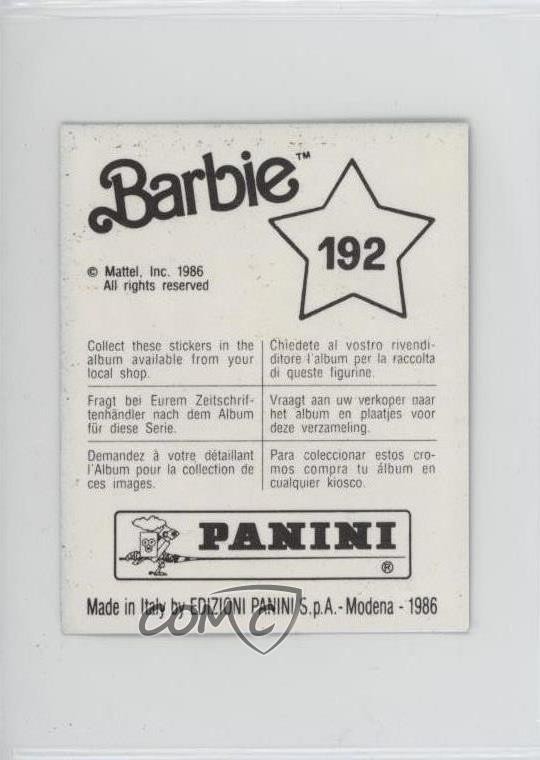 Barbie™
192
© Mattel, Inc. 1986
All rights reserved
Collect these stickers in the
album available from your
local shop.
Chiedete al vostro rivendi-
ditore l'album per la raccolta
di queste figurine.
Fragt bei Eurem Zeitschrif-
tenhändler nach dem Album
für diese Serie.
Vraagt aan uw verkoper naar
het album en plaatjes voor
deze verzameling.
Demandez à votre détaillant
l'Album pour la collection de
ces images.
Para coleccionar estos cro-
mos compra tu álbum en
cualquier kiosco.
PANINI
®
Made in Italy by EDIZIONI PANINI S.p.A. - Modena - 1986
COMC